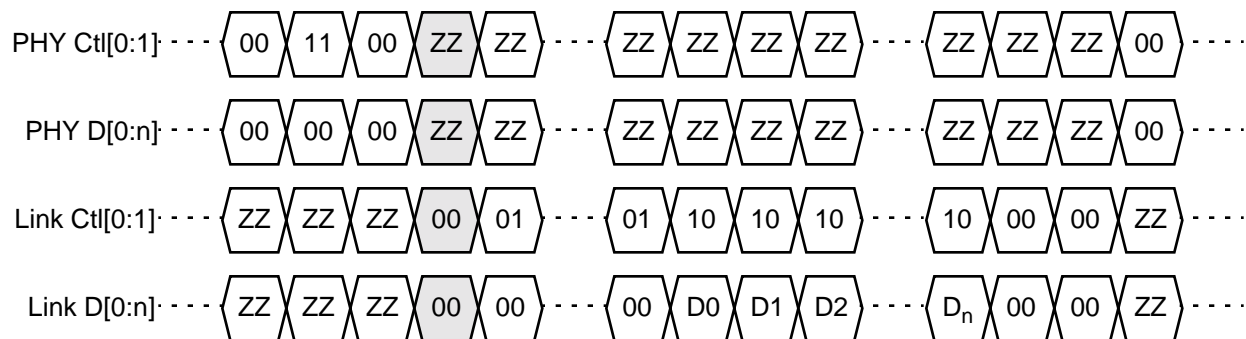 PHY Ctl[0:1] 00 11 00 ZZ ZZ ZZ ZZ ZZ ZZ ZZ ZZ ZZ 00
PHY D[0:n] 00 00 00 ZZ ZZ ZZ ZZ ZZ ZZ ZZ ZZ ZZ 00
Link Ctl[0:1] ZZ ZZ ZZ 00 01 01 10 10 10 10 00 00 ZZ
Link D[0:n] ZZ ZZ ZZ 00 00 00 D0 D1 D2 Dn 00 00 ZZ